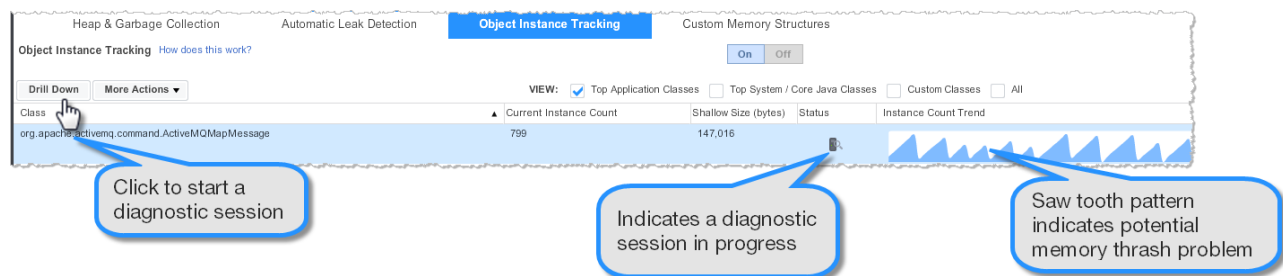 Heap & Garbage Collection Automatic Leak Detection Object Instance Tracking Custom Memory Structures
Object Instance Tracking How does this work? On Off
Drill Down More Actions VIEW: Top Application Classes Top System / Core Java Classes Custom Classes All
Class Current Instance Count Shallow Size (bytes) Status Instance Count Trend
org.apache.activemq.command.ActiveMQMapMessage 799 147,016
Click to start a
diagnostic session
Indicates a diagnostic
session in progress
Saw tooth pattern
indicates potential
memory thrash problem